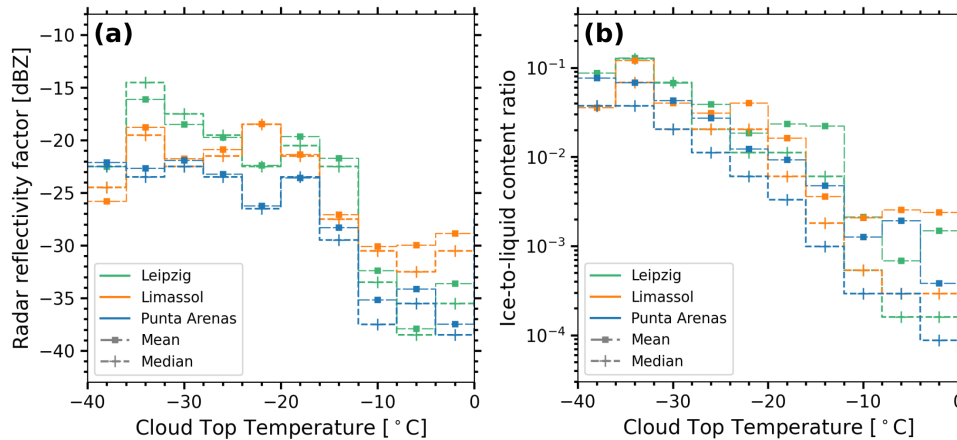 (a)
Radar reflectivity factor [dBZ]
−10
−15
−20
−25
−30
−35
−40
Leipzig
Limassol
Punta Arenas
Mean
Median
−40 −30 −20 −10 0
Cloud Top Temperature [°C]
(b)
Ice-to-liquid content ratio
10⁻¹
10⁻²
10⁻³
10⁻⁴
Leipzig
Limassol
Punta Arenas
Mean
Median
−40 −30 −20 −10 0
Cloud Top Temperature [°C]